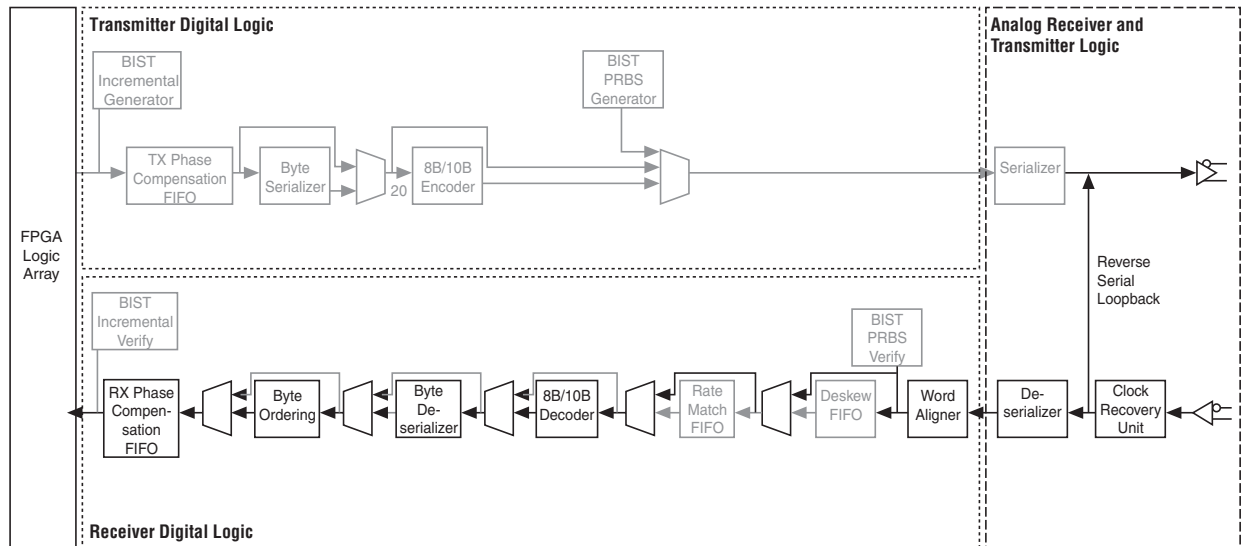 Transmitter Digital Logic
Analog Receiver and
Transmitter Logic
BIST
Incremental
Generator
BIST
PRBS
Generator
TX Phase
Compensation
FIFO
Byte
Serializer
20
8B/10B
Encoder
Serializer
FPGA
Logic
Array
Reverse
Serial
Loopback
BIST
Incremental
Verify
BIST
PRBS
Verify
RX Phase
Compen-
sation
FIFO
Byte
Ordering
Byte
De-
serializer
8B/10B
Decoder
Rate
Match
FIFO
Deskew
FIFO
Word
Aligner
De-
serializer
Clock
Recovery
Unit
Receiver Digital Logic